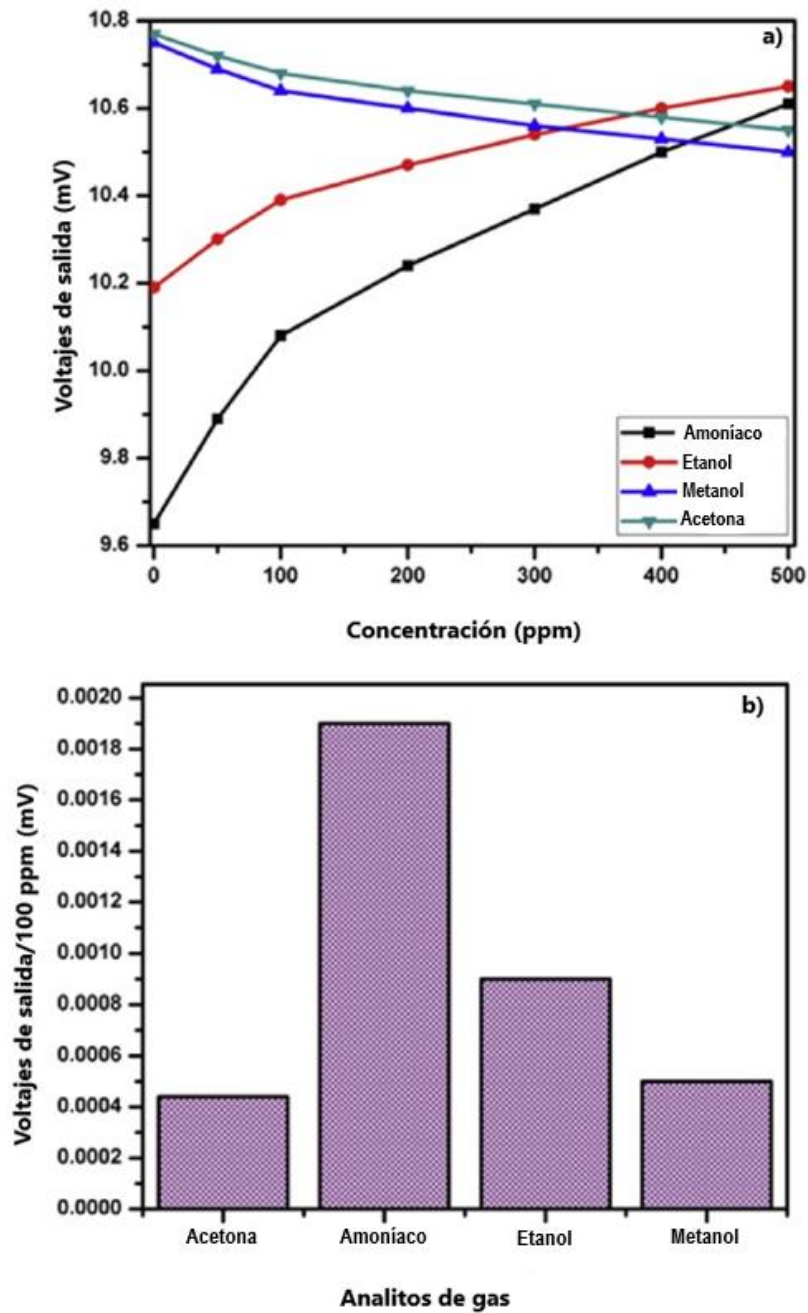 a)
10.8
10.6
10.4
10.2
10.0
9.8
9.6
Voltajes de salida (mV)
Amoníaco
Etanol
Metanol
Acetona
0 100 200 300 400 500
Concentración (ppm)
b)
0.0020
0.0018
0.0016
0.0014
0.0012
0.0010
0.0008
0.0006
0.0004
0.0002
0.0000
Voltajes de salida/100 ppm (mV)
Acetona Amoníaco Etanol Metanol
Analitos de gas